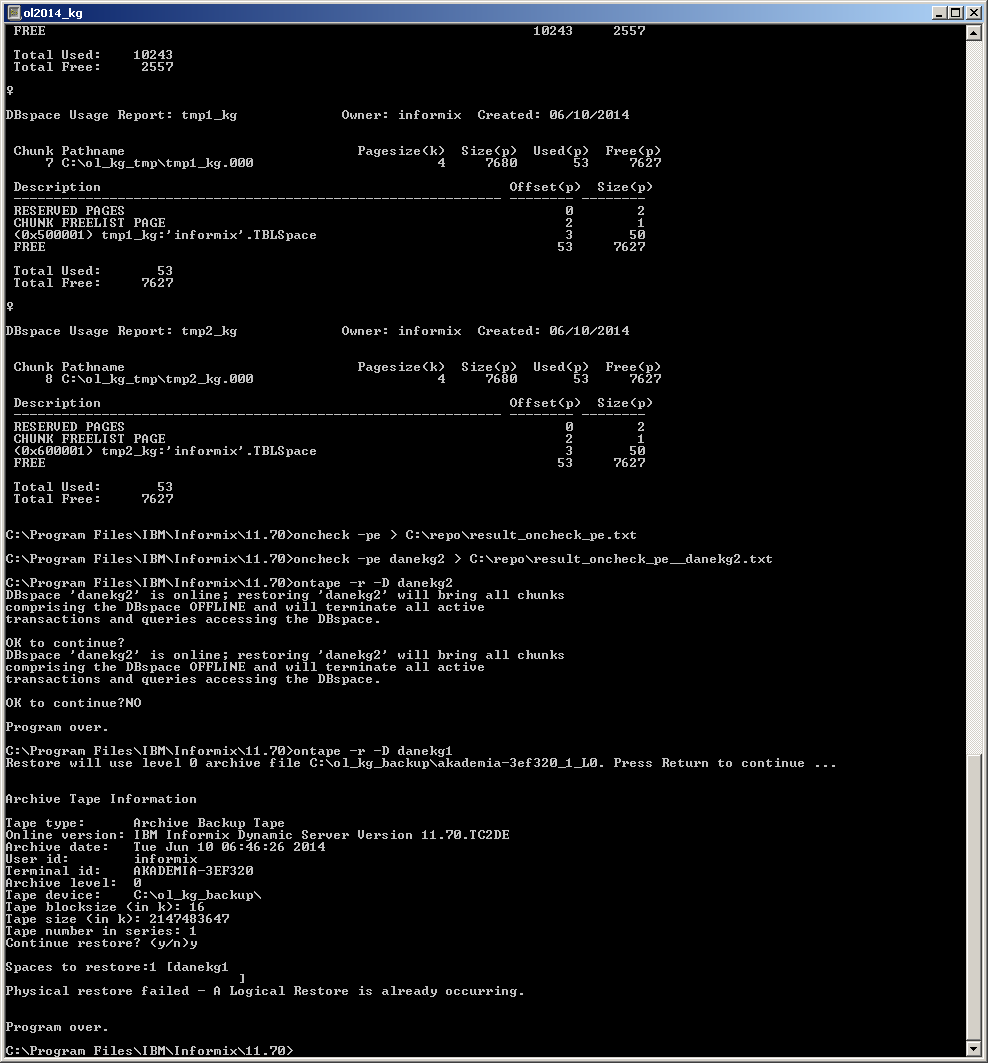 ol2014_kg
FREE 10243 2557
Total Used: 10243
Total Free: 2557
♀
DBspace Usage Report: tmp1_kg Owner: informix Created: 06/10/2014
Chunk Pathname Pagesize(k) Size(p) Used(p) Free(p)
7 C:\ol_kg_tmp\tmp1_kg.000 4 7680 53 7627
Description Offset(p) Size(p)
------------------------------------------------------------- -------- --------
RESERVED PAGES 0 2
CHUNK FREELIST PAGE 2 1
(0x500001) tmp1_kg:'informix'.TBLSpace 3 50
FREE 53 7627
Total Used: 53
Total Free: 7627
♀
DBspace Usage Report: tmp2_kg Owner: informix Created: 06/10/2014
Chunk Pathname Pagesize(k) Size(p) Used(p) Free(p)
8 C:\ol_kg_tmp\tmp2_kg.000 4 7680 53 7627
Description Offset(p) Size(p)
------------------------------------------------------------- -------- --------
RESERVED PAGES 0 2
CHUNK FREELIST PAGE 2 1
(0x600001) tmp2_kg:'informix'.TBLSpace 3 50
FREE 53 7627
Total Used: 53
Total Free: 7627
C:\Program Files\IBM\Informix\11.70>oncheck -pe > C:\repo\result_oncheck_pe.txt
C:\Program Files\IBM\Informix\11.70>oncheck -pe danekg2 > C:\repo\result_oncheck_pe__danekg2.txt
C:\Program Files\IBM\Informix\11.70>ontape -r -D danekg2
DBspace 'danekg2' is online; restoring 'danekg2' will bring all chunks
comprising the DBspace OFFLINE and will terminate all active
transactions and queries accessing the DBspace.
OK to continue?
DBspace 'danekg2' is online; restoring 'danekg2' will bring all chunks
comprising the DBspace OFFLINE and will terminate all active
transactions and queries accessing the DBspace.
OK to continue?NO
Program over.
C:\Program Files\IBM\Informix\11.70>ontape -r -D danekg1
Restore will use level 0 archive file C:\ol_kg_backup\akademia-3ef320_1_L0. Press Return to continue ...
Archive Tape Information
Tape type: Archive Backup Tape
Online version: IBM Informix Dynamic Server Version 11.70.TC2DE
Archive date: Tue Jun 10 06:46:26 2014
User id: informix
Terminal id: AKADEMIA-3EF320
Archive level: 0
Tape device: C:\ol_kg_backup\
Tape blocksize (in k): 16
Tape size (in k): 2147483647
Tape number in series: 1
Continue restore? (y/n)y
Spaces to restore:1 [danekg1
]
Physical restore failed - A Logical Restore is already occurring.
Program over.
C:\Program Files\IBM\Informix\11.70>